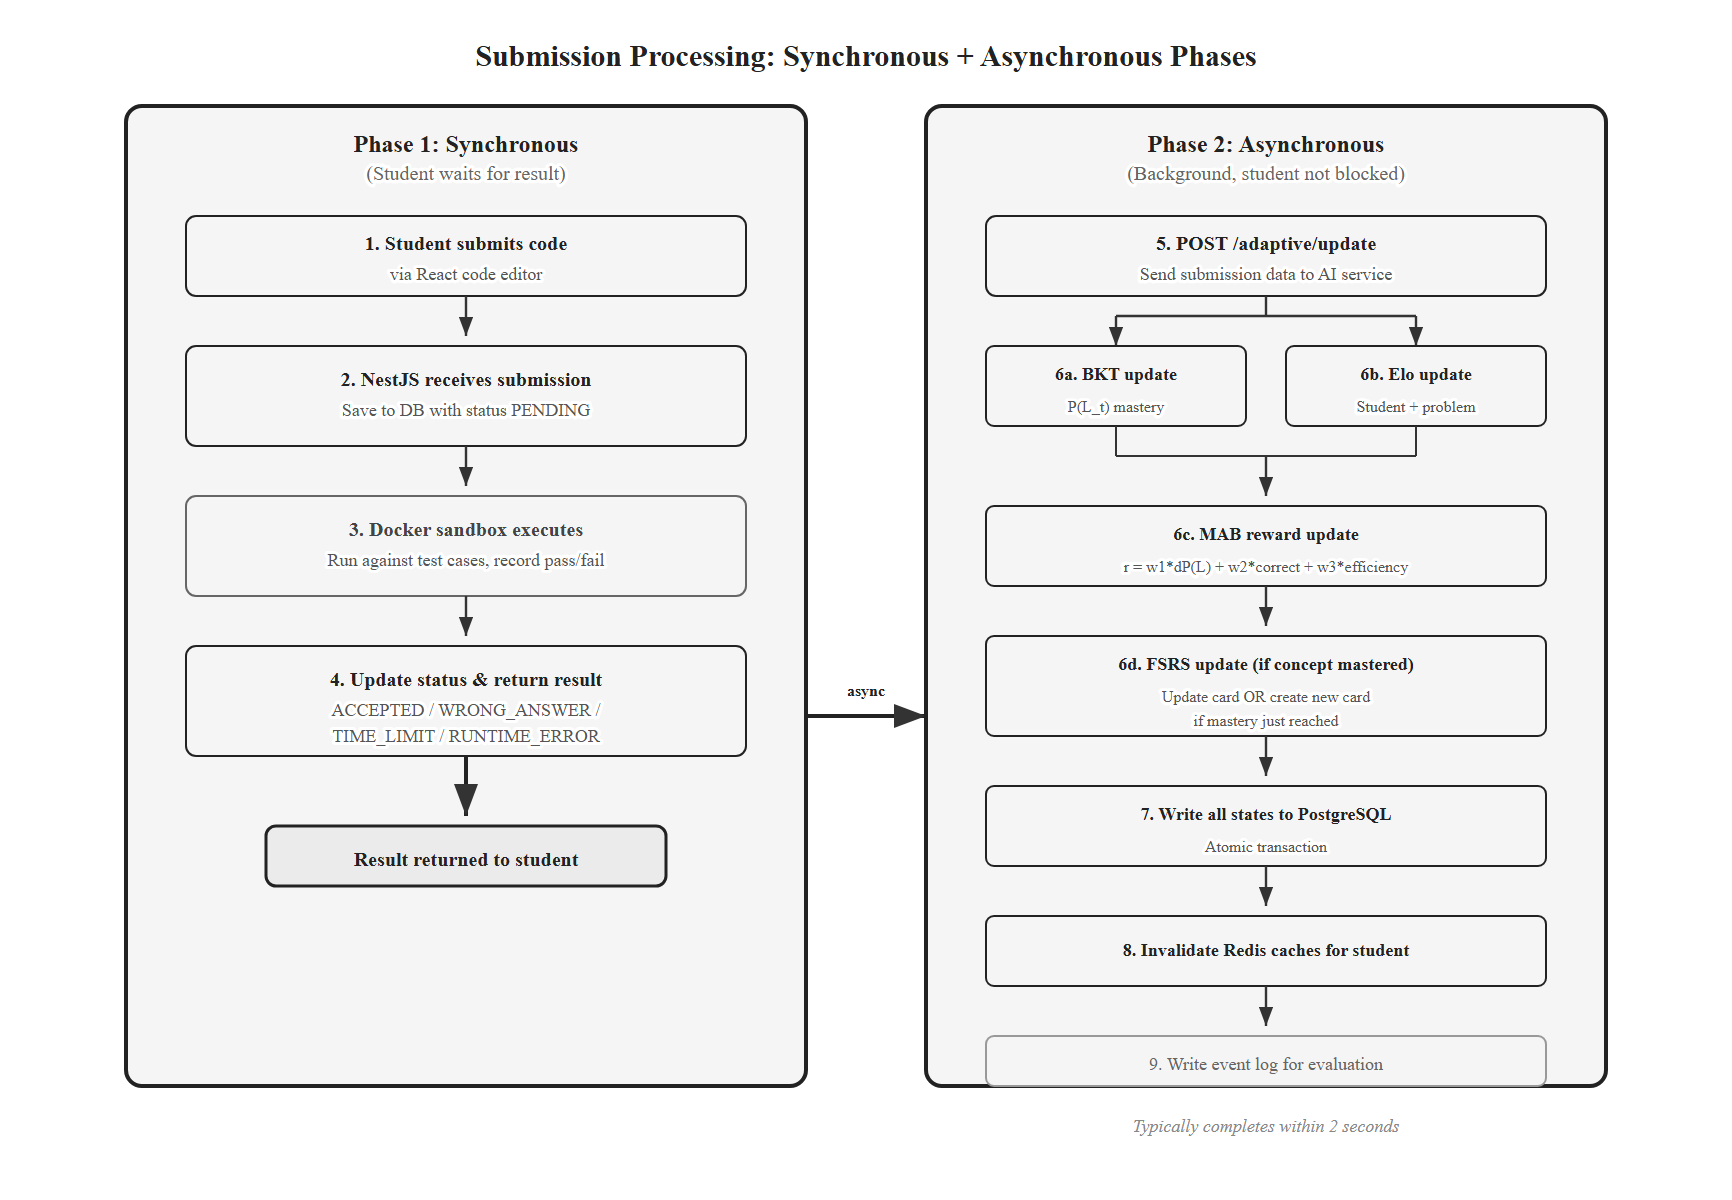 Submission Processing: Synchronous + Asynchronous Phases
Phase 1: Synchronous
(Student waits for result)
1. Student submits code
via React code editor
2. NestJS receives submission
Save to DB with status PENDING
3. Docker sandbox executes
Run against test cases, record pass/fail
4. Update status & return result
ACCEPTED / WRONG_ANSWER /
TIME_LIMIT / RUNTIME_ERROR
Result returned to student
async
Phase 2: Asynchronous
(Background, student not blocked)
5. POST /adaptive/update
Send submission data to AI service
6a. BKT update
P(L_t) mastery
6b. Elo update
Student + problem
6c. MAB reward update
r = w1*dP(L) + w2*correct + w3*efficiency
6d. FSRS update (if concept mastered)
Update card OR create new card
if mastery just reached
7. Write all states to PostgreSQL
Atomic transaction
8. Invalidate Redis caches for student
9. Write event log for evaluation
Typically completes within 2 seconds